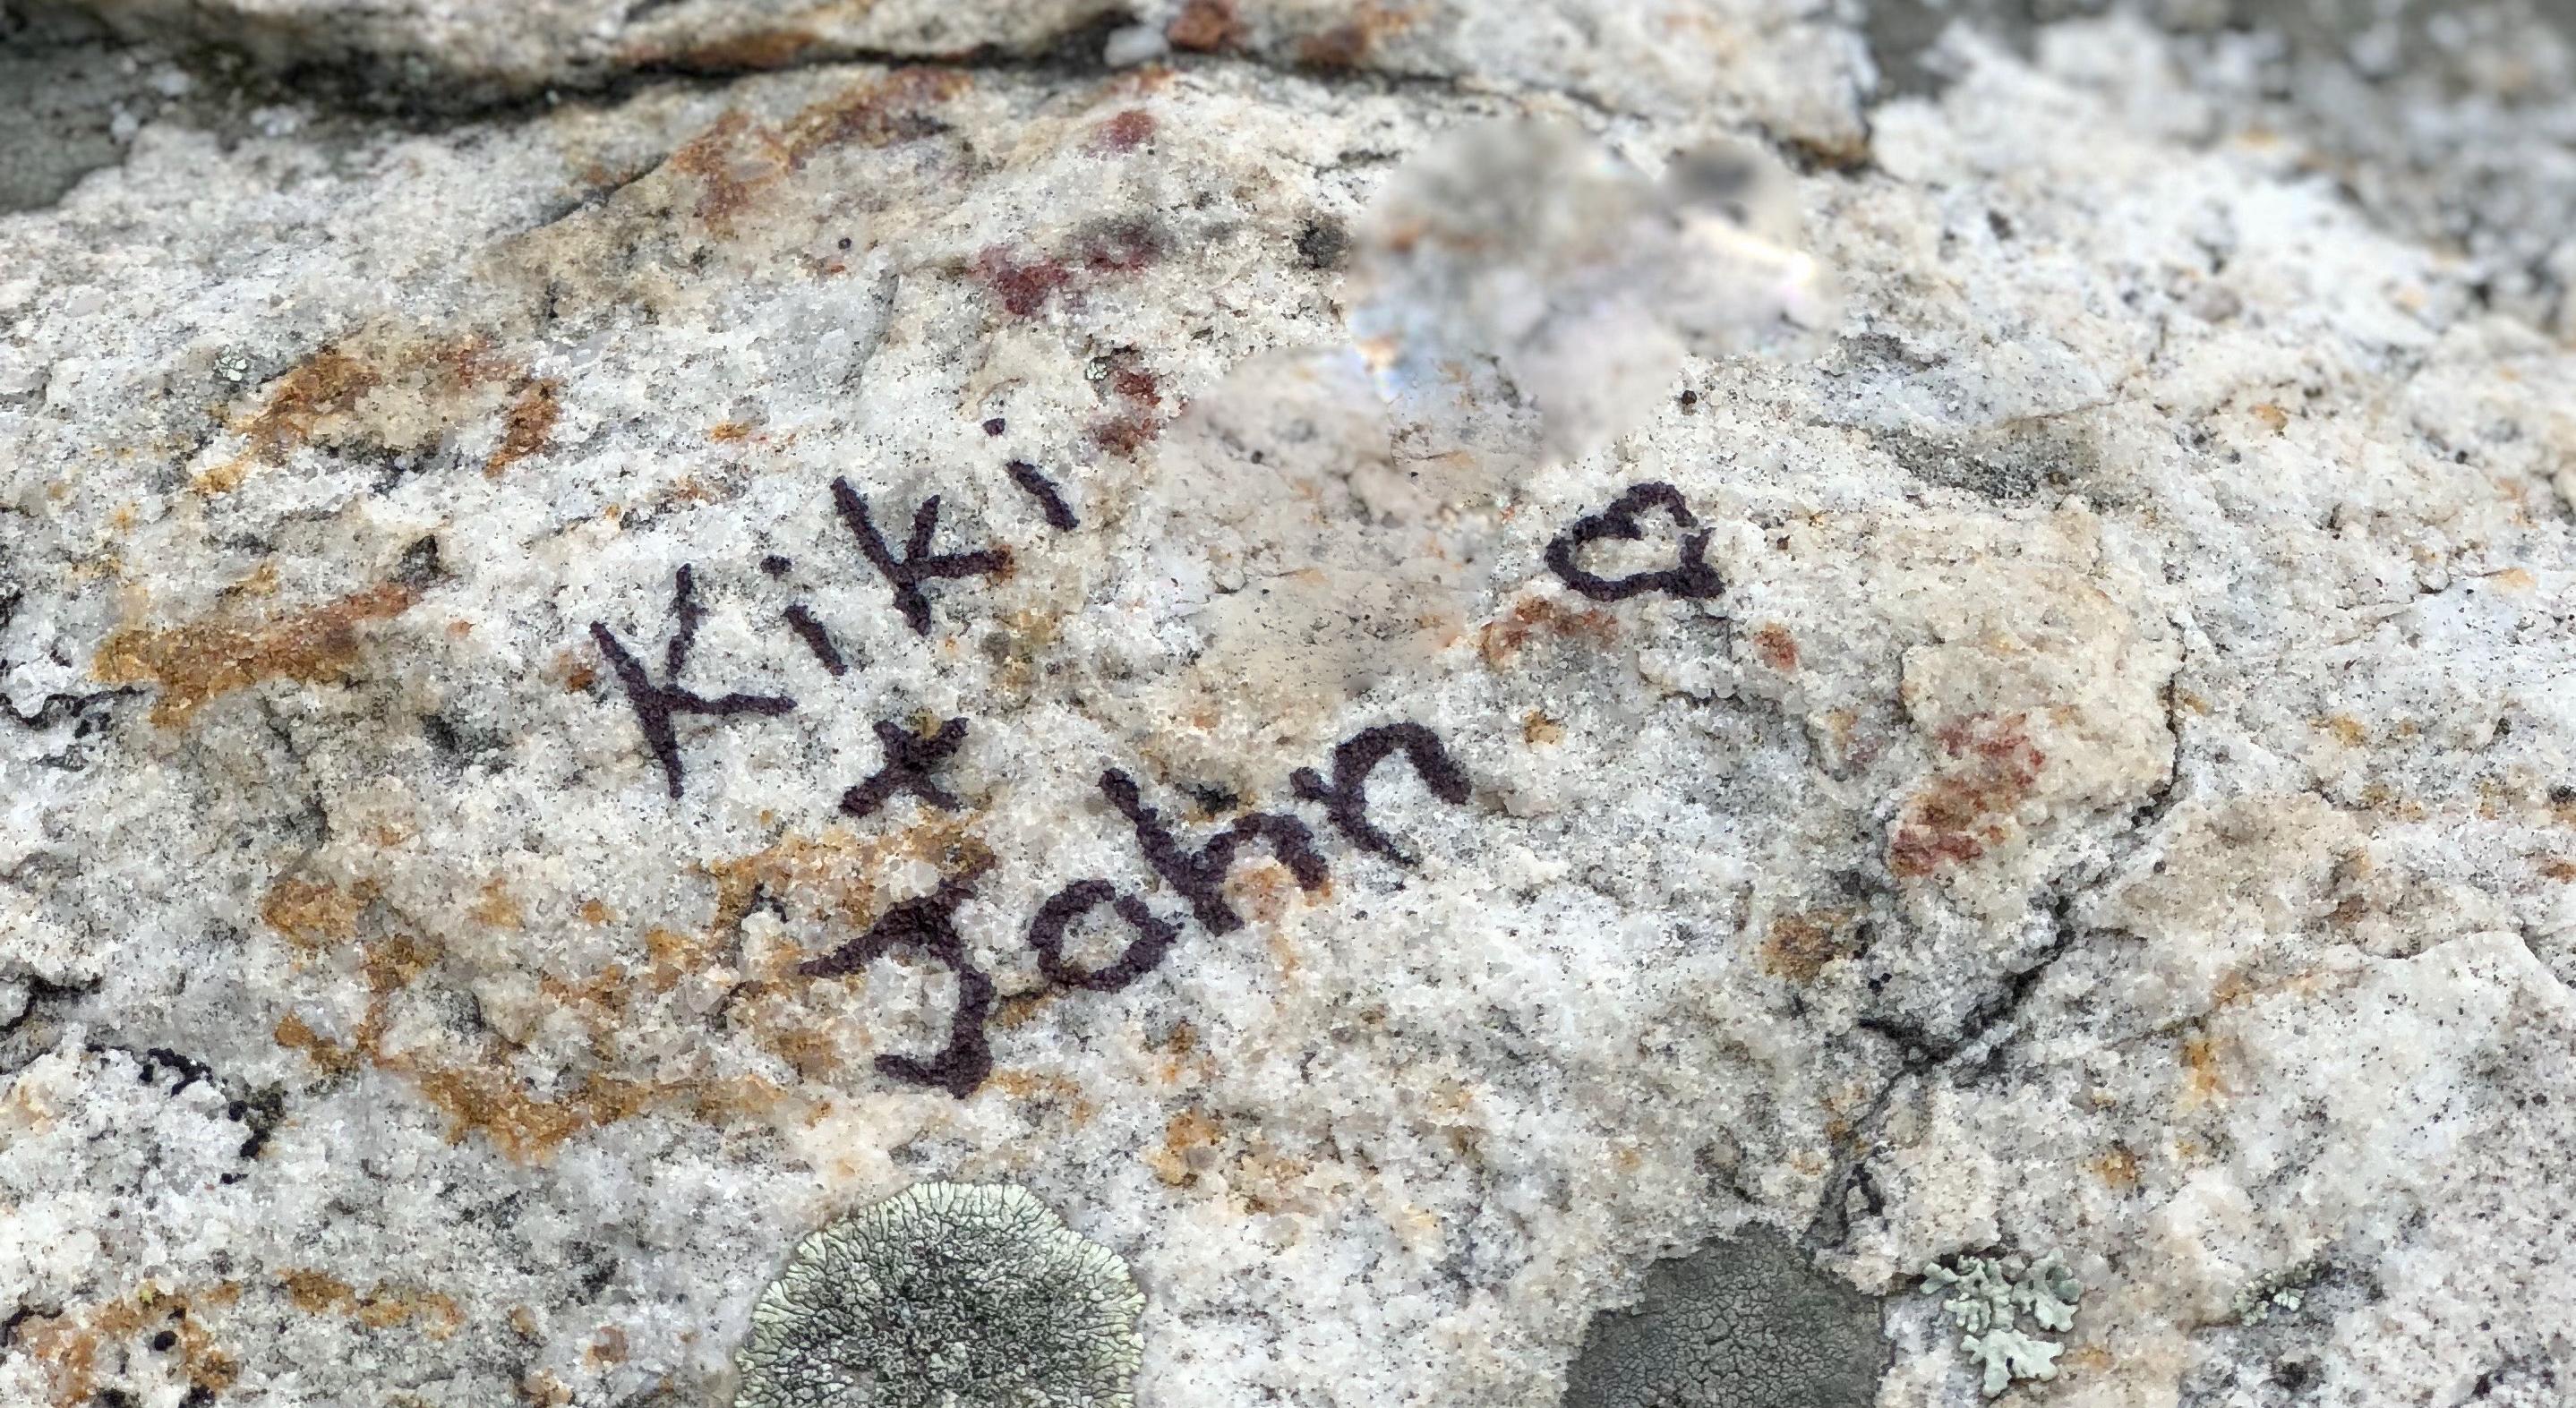 Kiki
+
John ♡